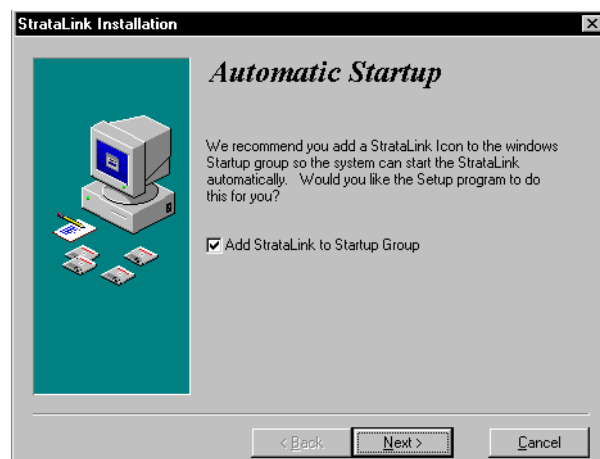 StrataLink Installation
Automatic Startup
We recommend you add a StrataLink Icon to the windows
Startup group so the system can start the StrataLink
automatically. Would you like the Setup program to do
this for you?
Add StrataLink to Startup Group
< Back
Next >
Cancel